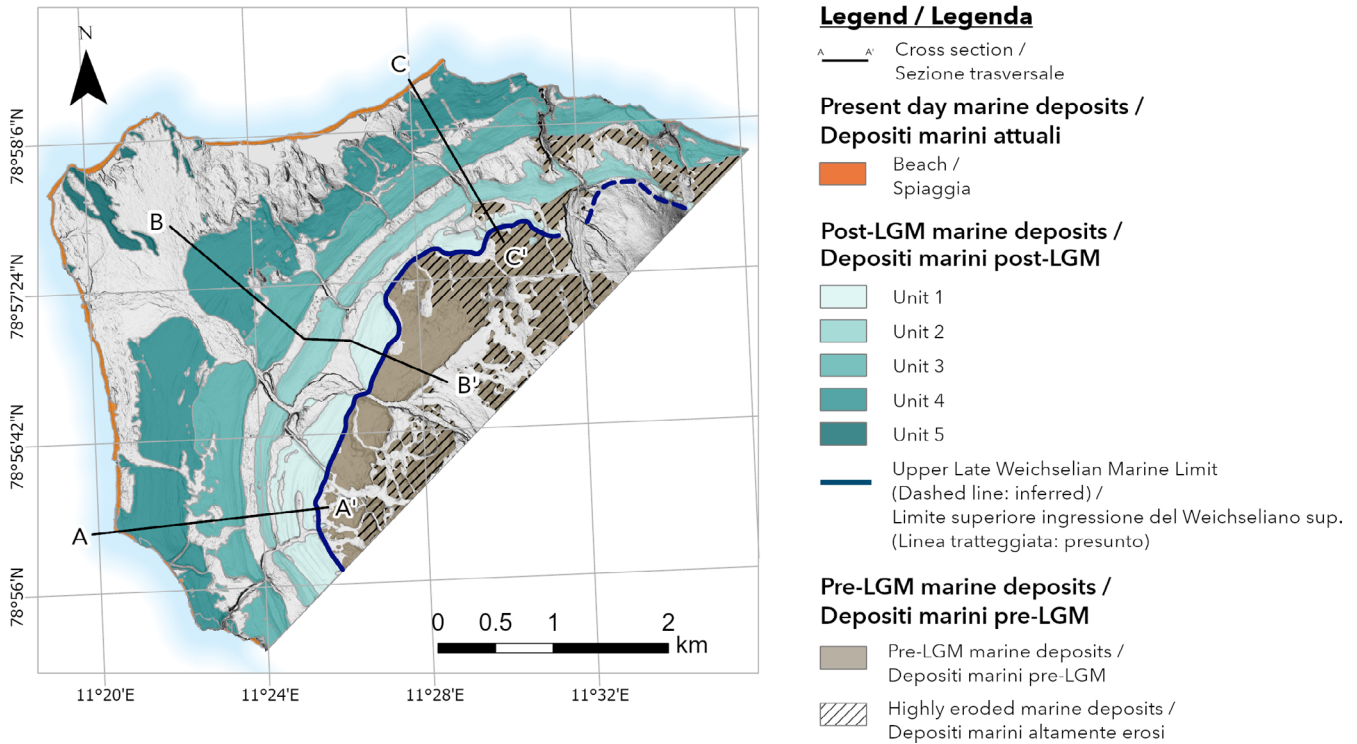 N
C
B
C'
B'
A'
A
78°58'6"N
78°57'24"N
78°56'42"N
78°56'N
0 0.5 1 2
km
11°20'E 11°24'E 11°28'E 11°32'E
Legend / Legenda
A A' Cross section /
Sezione trasversale
Present day marine deposits /
Depositi marini attuali
Beach /
Spiaggia
Post-LGM marine deposits /
Depositi marini post-LGM
Unit 1
Unit 2
Unit 3
Unit 4
Unit 5
Upper Late Weichselian Marine Limit
(Dashed line: inferred) /
Limite superiore ingressione del Weichseliano sup.
(Linea tratteggiata: presunto)
Pre-LGM marine deposits /
Depositi marini pre-LGM
Pre-LGM marine deposits /
Depositi marini pre-LGM
Highly eroded marine deposits /
Depositi marini altamente erosi